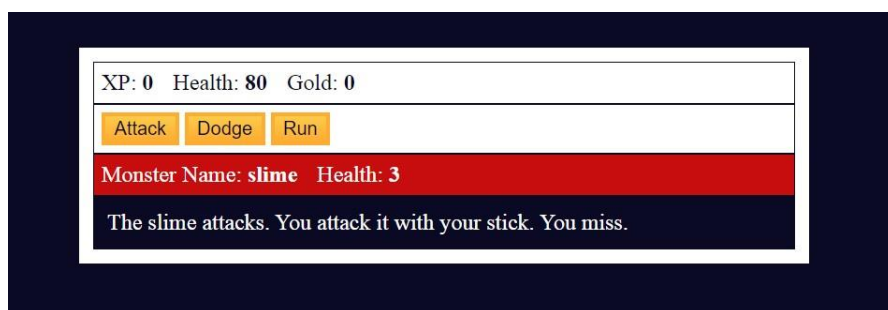 XP: 0 Health: 80 Gold: 0
Attack Dodge Run
Monster Name: slime Health: 3
The slime attacks. You attack it with your stick. You miss.